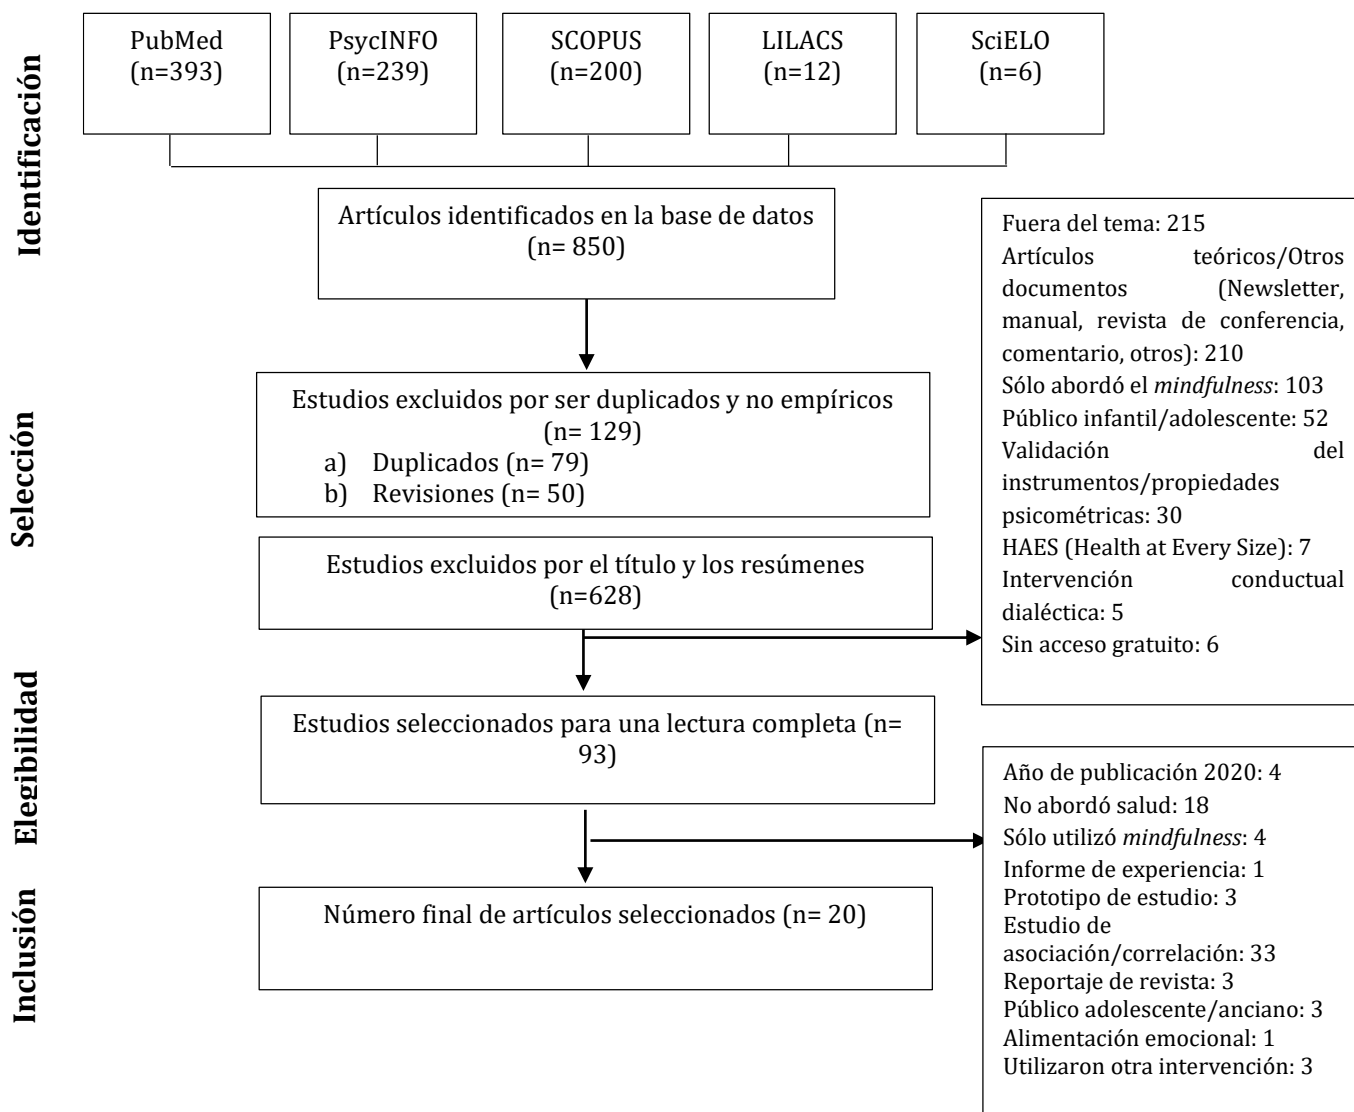 Identificación
PubMed
(n=393)
PsycINFO
(n=239)
SCOPUS
(n=200)
LILACS
(n=12)
SciELO
(n=6)
Artículos identificados en la base de datos
(n= 850)
Selección
Estudios excluidos por ser duplicados y no empíricos
(n= 129)
a) Duplicados (n= 79)
b) Revisiones (n= 50)
Estudios excluidos por el título y los resúmenes
(n=628)
Fuera del tema: 215
Artículos teóricos/Otros
documentos (Newsletter,
manual, revista de conferencia,
comentario, otros): 210
Sólo abordó el mindfulness: 103
Público infantil/adolescente: 52
Validación del
instrumentos/propiedades
psicométricas: 30
HAES (Health at Every Size): 7
Intervención conductual
dialéctica: 5
Sin acceso gratuito: 6
Elegibilidad
Estudios seleccionados para una lectura completa (n=
93)
Año de publicación 2020: 4
No abordó salud: 18
Sólo utilizó mindfulness: 4
Informe de experiencia: 1
Prototipo de estudio: 3
Estudio de
asociación/correlación: 33
Reportaje de revista: 3
Público adolescente/anciano: 3
Alimentación emocional: 1
Utilizaron otra intervención: 3
Inclusión
Número final de artículos seleccionados (n= 20)